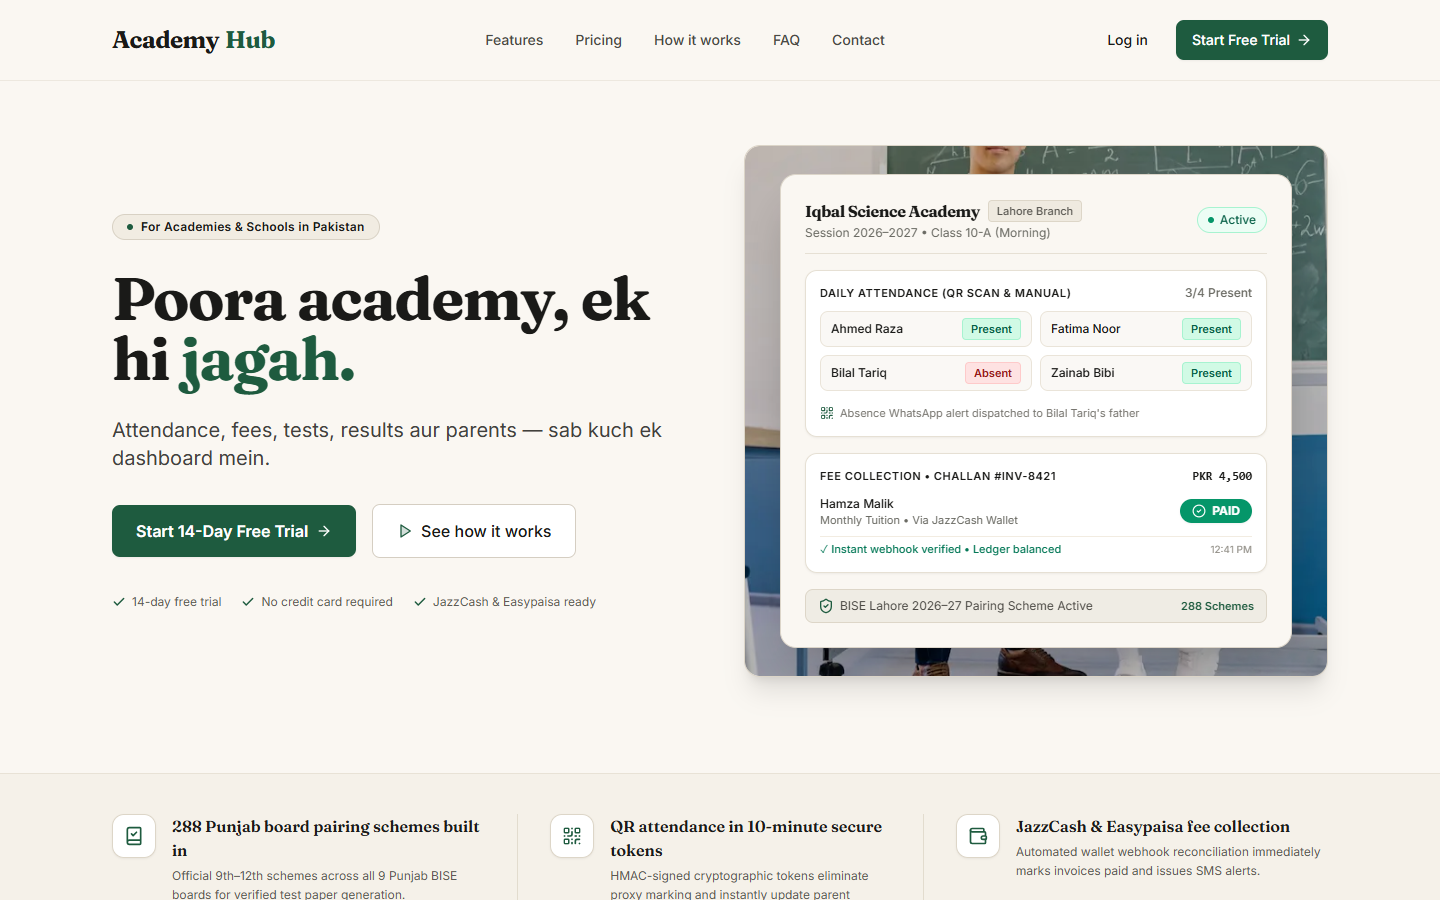 Academy Hub
Features
Pricing
How it works
FAQ
Contact
Log in
Start Free Trial →
For Academies & Schools in Pakistan
Poora academy, ek
hi jagah.
Attendance, fees, tests, results aur parents — sab kuch ek
dashboard mein.
Start 14-Day Free Trial →
See how it works
14-day free trial
No credit card required
JazzCash & Easypaisa ready
Iqbal Science Academy
Lahore Branch
Active
Session 2026–2027 • Class 10-A (Morning)
DAILY ATTENDANCE (QR SCAN & MANUAL)
3/4 Present
Ahmed Raza
Present
Fatima Noor
Present
Bilal Tariq
Absent
Zainab Bibi
Present
Absence WhatsApp alert dispatched to Bilal Tariq's father
FEE COLLECTION • CHALLAN #INV-8421
PKR 4,500
Hamza Malik
Monthly Tuition • Via JazzCash Wallet
PAID
✓ Instant webhook verified • Ledger balanced
12:41 PM
BISE Lahore 2026–27 Pairing Scheme Active
288 Schemes
288 Punjab board pairing schemes built
in
Official 9th–12th schemes across all 9 Punjab BISE
boards for verified test paper generation.
QR attendance in 10-minute secure
tokens
HMAC-signed cryptographic tokens eliminate
proxy marking and instantly update parent
JazzCash & Easypaisa fee collection
Automated wallet webhook reconciliation immediately
marks invoices paid and issues SMS alerts.